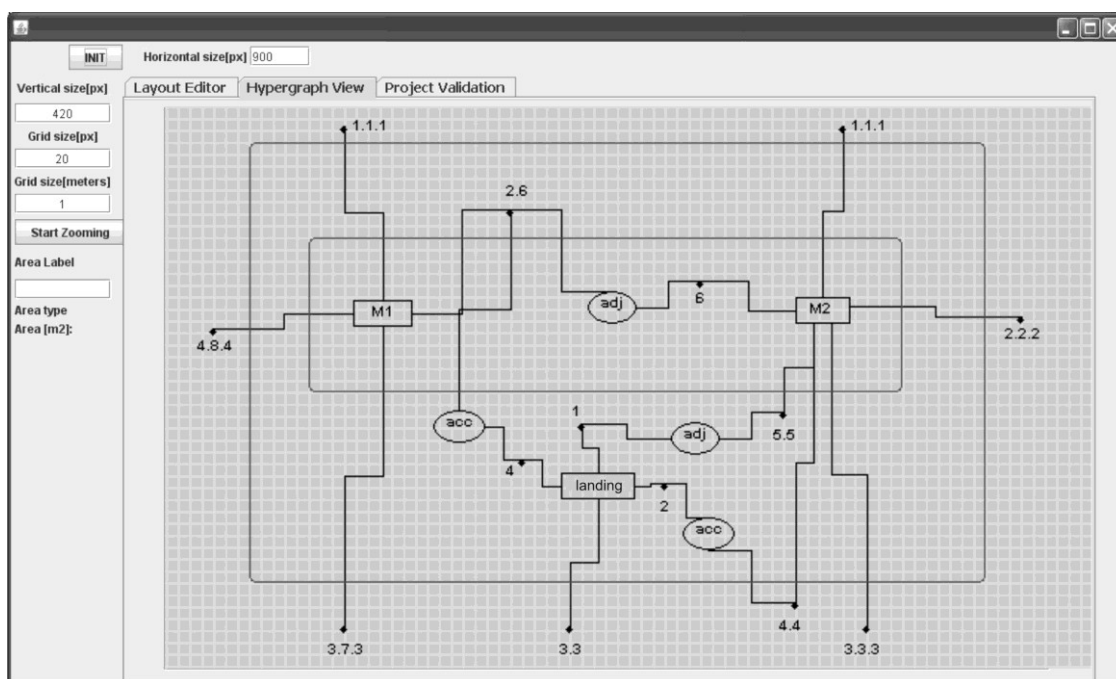 INIT
Horizontal size[px] 900
Vertical size[px]
420
Grid size[px]
20
Grid size[meters]
1
Start Zooming
Area Label
Area type
Area [m2]:
Layout Editor Hypergraph View Project Validation
1.1.1 1.1.1
2.6
adj 6
M1 M2
4.8.4 2.2.2
acc 1 adj 5.5
4 landing 2
acc
4.4
3.7.3 3.3 3.3.3